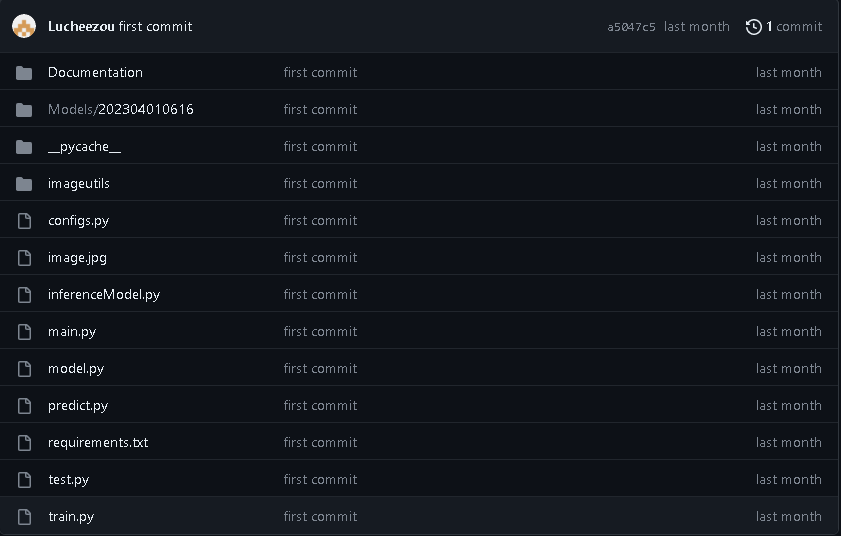 Lucheezou first commit a5047c5 last month 1 commit
Documentation first commit last month
Models/202304010616 first commit last month
__pycache__ first commit last month
imageutils first commit last month
configs.py first commit last month
image.jpg first commit last month
inferenceModel.py first commit last month
main.py first commit last month
model.py first commit last month
predict.py first commit last month
requirements.txt first commit last month
test.py first commit last month
train.py first commit last month